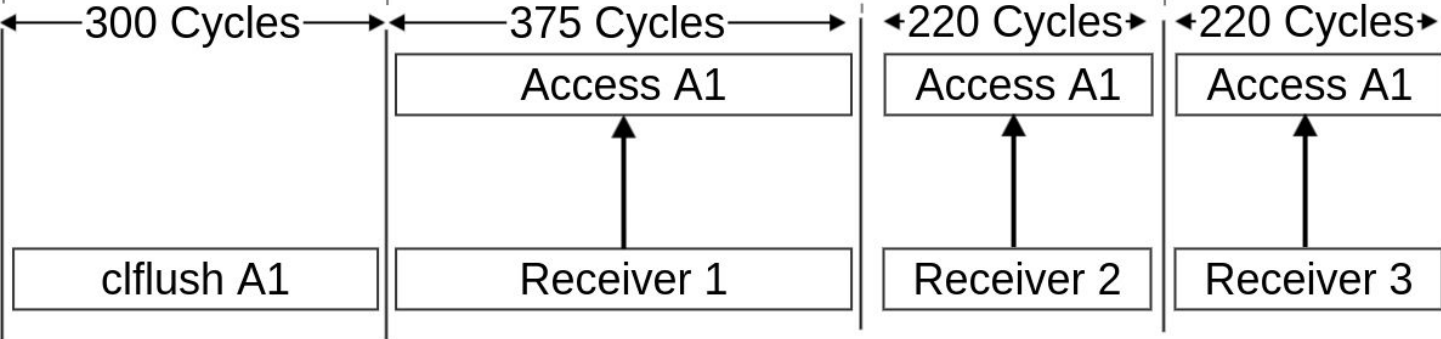 300 Cycles 375 Cycles 220 Cycles 220 Cycles
Access A1 Access A1 Access A1
clflush A1 Receiver 1 Receiver 2 Receiver 3